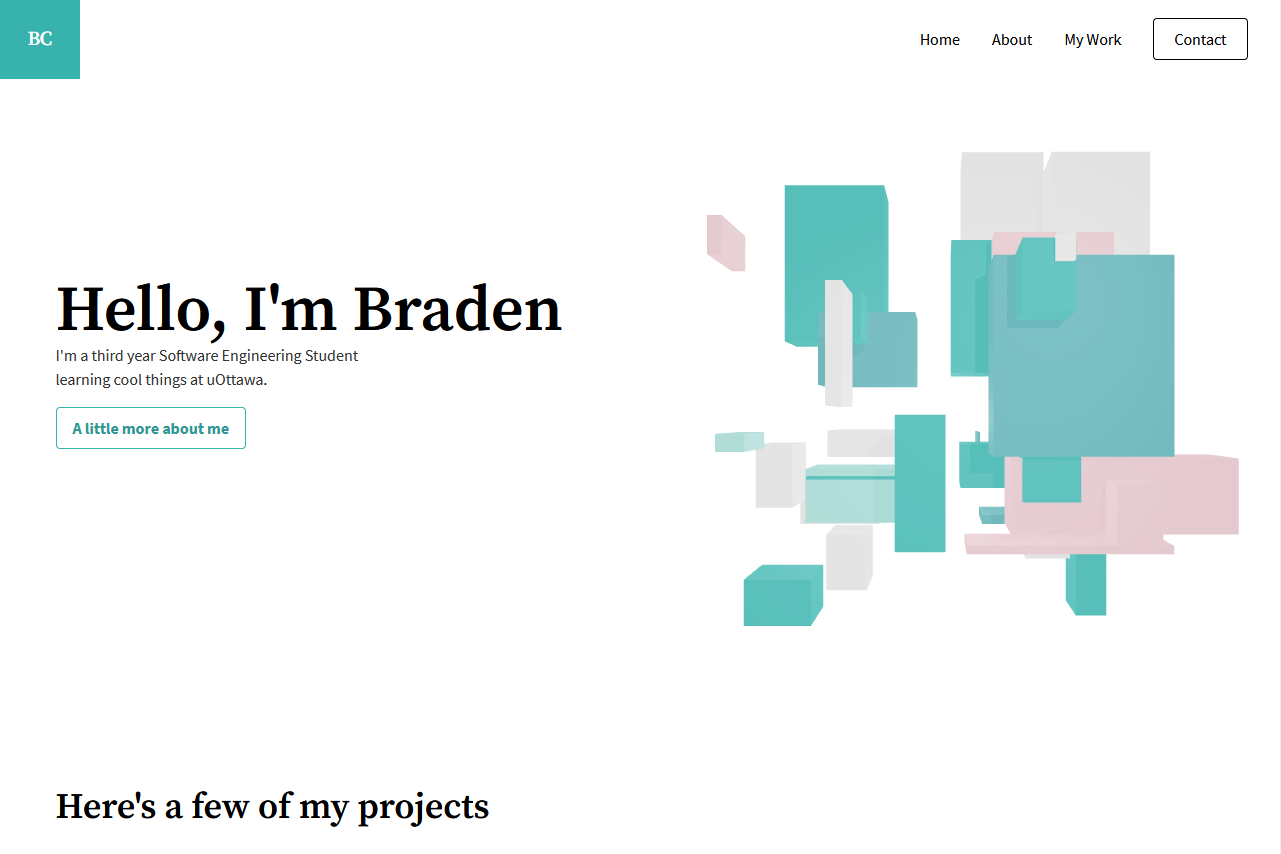 BC
Home
About
My Work
Contact
Hello, I'm Braden
I'm a third year Software Engineering Student
learning cool things at uOttawa.
A little more about me
Here's a few of my projects